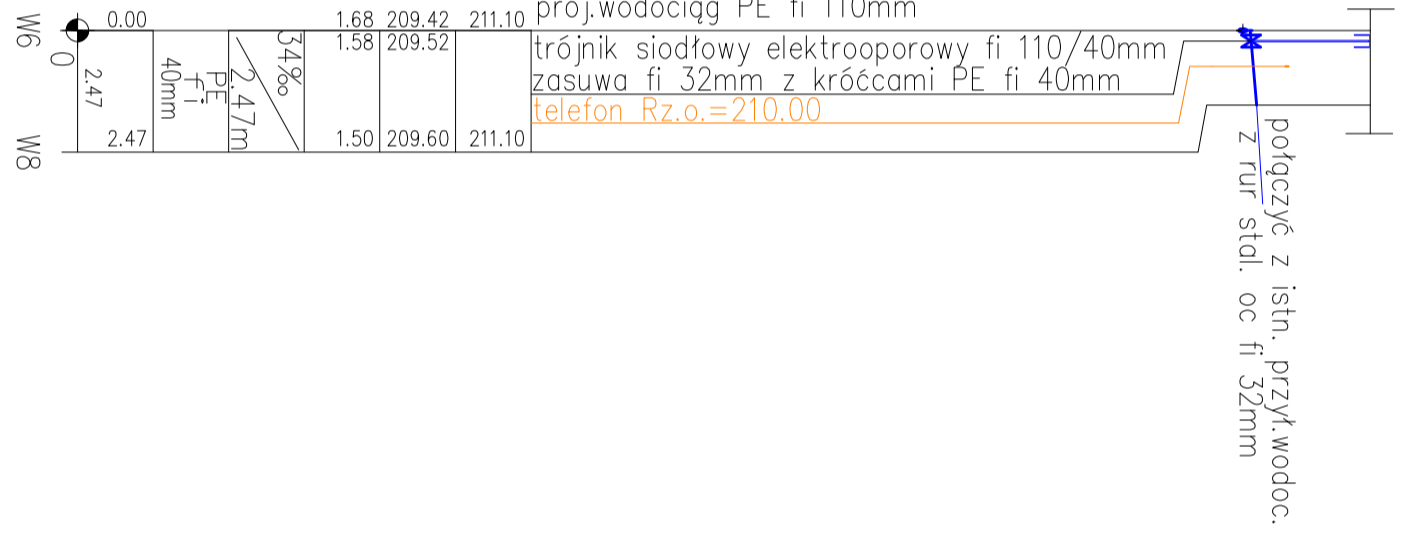 proj.wodociąg PE fi 110mm
W6 0.00 1.68 209.42 211.10
0 34‰ 1.58 209.52 trójnik siodłowy elektrooporowy fi 110/40mm
2.47 PE fi 40mm 2.47m zasuwa fi 32mm z króćcami PE fi 40mm
telefon Rz.o.=210.00
W8 2.47 1.50 209.60 211.10
połączyć z istn. przył.wodoc.
z rur stal. oc fi 32mm